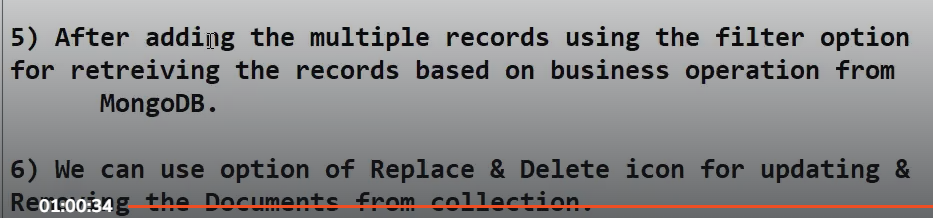 5) After adding the multiple records using the filter option
for retreiving the records based on business operation from
MongoDB.
6) We can use option of Replace & Delete icon for updating &
the Documents from collection.
01:00:34